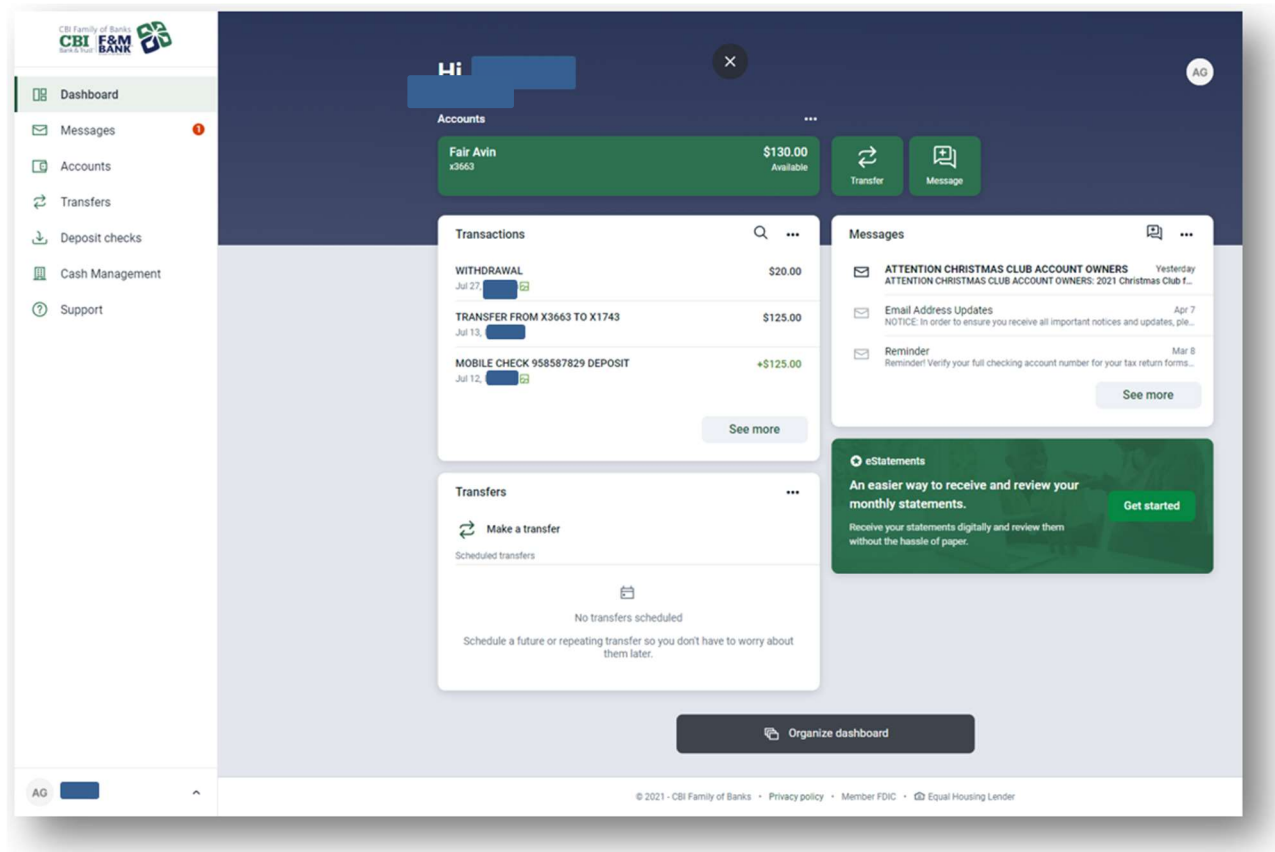 CBI Family of Banks
CBI F&M
Bank & Trust BANK
Dashboard
Messages 1
Accounts
Transfers
Deposit checks
Cash Management
Support
AG
Hi
AG
Accounts
Fair Avin $130.00
x3663 Available
Transfer
Message
Transactions
WITHDRAWAL $20.00
Jul 27,
TRANSFER FROM X3663 TO X1743 $125.00
Jul 13,
MOBILE CHECK 958587829 DEPOSIT +$125.00
Jul 12,
See more
Transfers
Make a transfer
Scheduled transfers
No transfers scheduled
Schedule a future or repeating transfer so you don't have to worry about
them later.
Messages
ATTENTION CHRISTMAS CLUB ACCOUNT OWNERS Yesterday
ATTENTION CHRISTMAS CLUB ACCOUNT OWNERS: 2021 Christmas Club f...
Email Address Updates Apr 7
NOTICE: In order to ensure you receive all important notices and updates, ple...
Reminder Mar 8
Reminder! Verify your full checking account number for your tax return forms...
See more
eStatements
An easier way to receive and review your
monthly statements.
Receive your statements digitally and review them
without the hassle of paper.
Get started
Organize dashboard
© 2021 - CBI Family of Banks • Privacy policy • Member FDIC • Equal Housing Lender